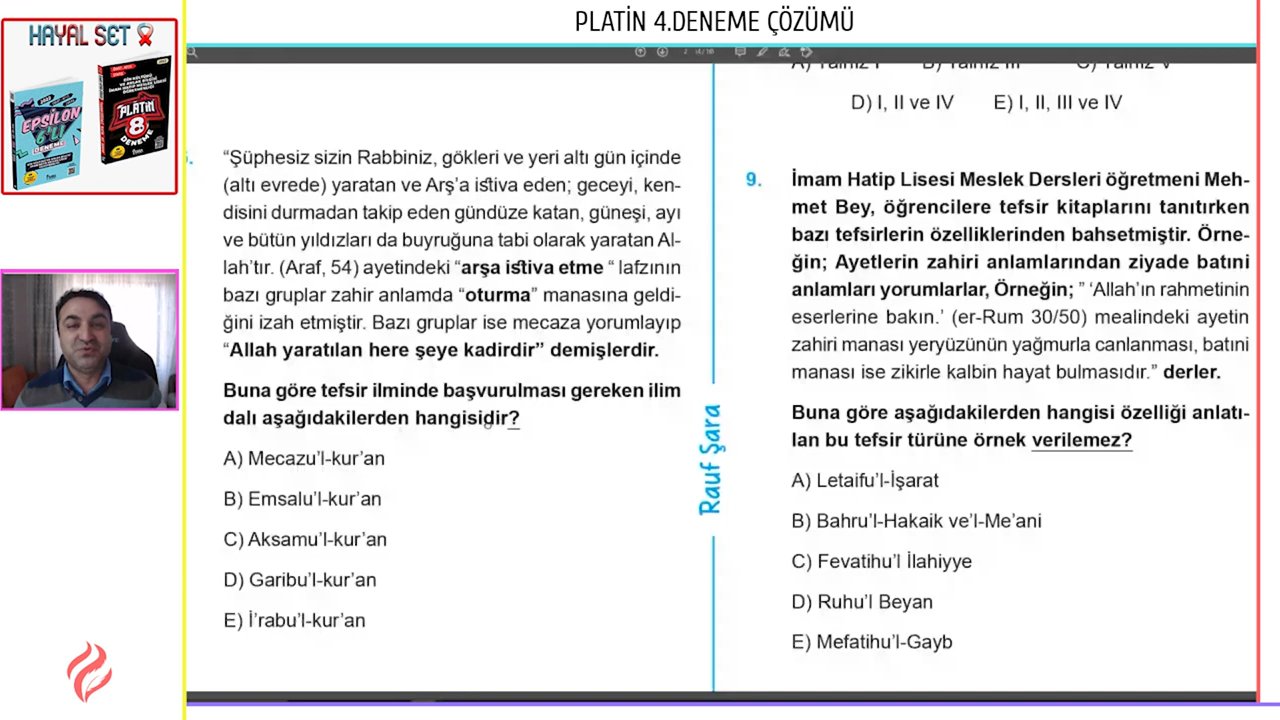 PLATİN 4.DENEME ÇÖZÜMÜ
HAYAL SET
EPSİLON
6'LI
DENEME
PLATİN
8
DENEME
“Şüphesiz sizin Rabbiniz, gökleri ve yeri altı gün içinde
(altı evrede) yaratan ve Arş’a istiva eden; geceyi, ken-
disini durmadan takip eden gündüze katan, güneşi, ayı
ve bütün yıldızları da buyruğuna tabi olarak yaratan Al-
lah’tır. (Araf, 54) ayetindeki “arşa istiva etme “ lafzının
bazı gruplar zahir anlamda “oturma” manasına geldi-
ğini izah etmiştir. Bazı gruplar ise mecaza yorumlayıp
“Allah yaratılan here şeye kadirdir” demişlerdir.
Buna göre tefsir ilminde başvurulması gereken ilim
dalı aşağıdakilerden hangisidir?
A) Mecazu’l-kur’an
B) Emsalu’l-kur’an
C) Aksamu’l-kur’an
D) Garibu’l-kur’an
E) İ’rabu’l-kur’an
Rauf Şara
A) Yalnız I B) Yalnız III C) Yalnız V
D) I, II ve IV E) I, II, III ve IV
9. İmam Hatip Lisesi Meslek Dersleri öğretmeni Meh-
met Bey, öğrencilere tefsir kitaplarını tanıtırken
bazı tefsirlerin özelliklerinden bahsetmiştir. Örne-
ğin; Ayetlerin zahiri anlamlarından ziyade batıni
anlamları yorumlarlar, Örneğin; ” ‘Allah’ın rahmetinin
eserlerine bakın.’ (er-Rum 30/50) mealindeki ayetin
zahiri manası yeryüzünün yağmurla canlanması, batıni
manası ise zikirle kalbin hayat bulmasıdır.” derler.
Buna göre aşağıdakilerden hangisi özelliği anlatı-
lan bu tefsir türüne örnek verilemez?
A) Letaifu’l-İşarat
B) Bahru’l-Hakaik ve’l-Me’ani
C) Fevatihu’l İlahiyye
D) Ruhu’l Beyan
E) Mefatihu’l-Gayb